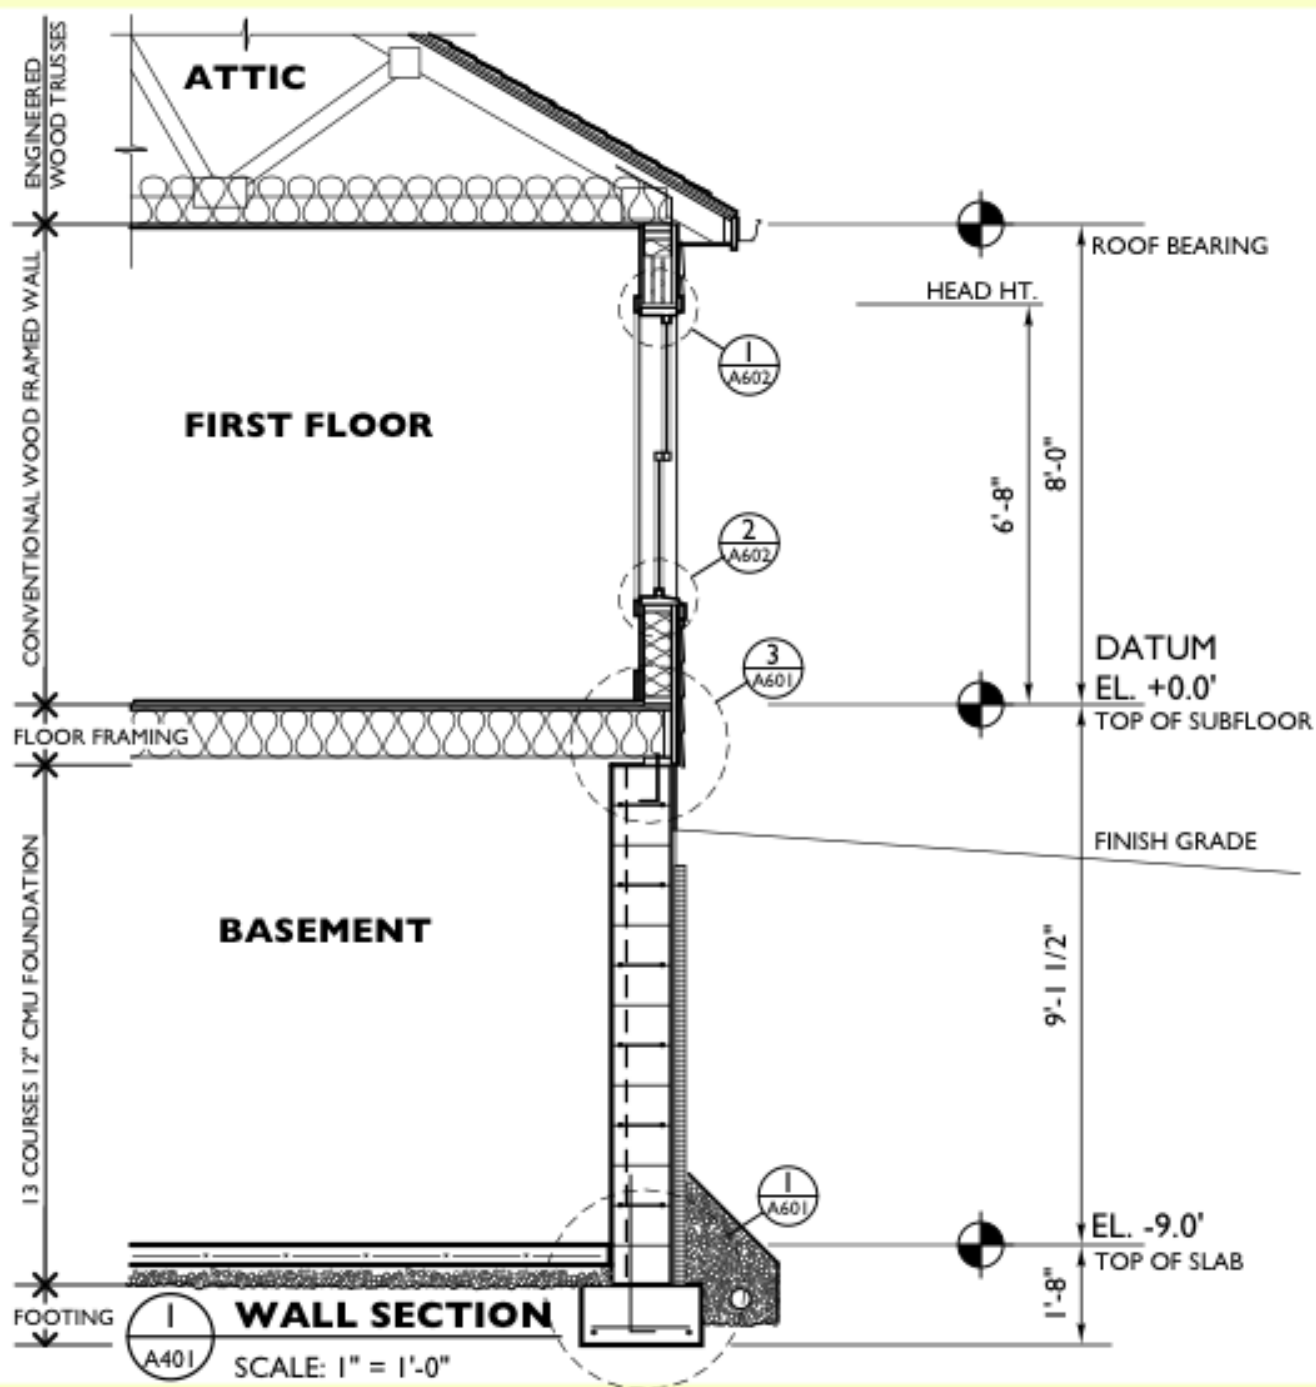 ENGINEERED
WOOD TRUSSES
ATTIC
ROOF BEARING
HEAD HT.
1
A602
CONVENTIONAL WOOD FRAMED WALL
FIRST FLOOR
8'-0"
6'-8"
2
A602
3
A601
DATUM
EL. +0.0'
TOP OF SUBFLOOR
FLOOR FRAMING
FINISH GRADE
13 COURSES 12" CMU FOUNDATION
BASEMENT
9'-1 1/2"
1
A601
EL. -9.0'
TOP OF SLAB
1'-8"
FOOTING
1
A401
WALL SECTION
SCALE: 1" = 1'-0"